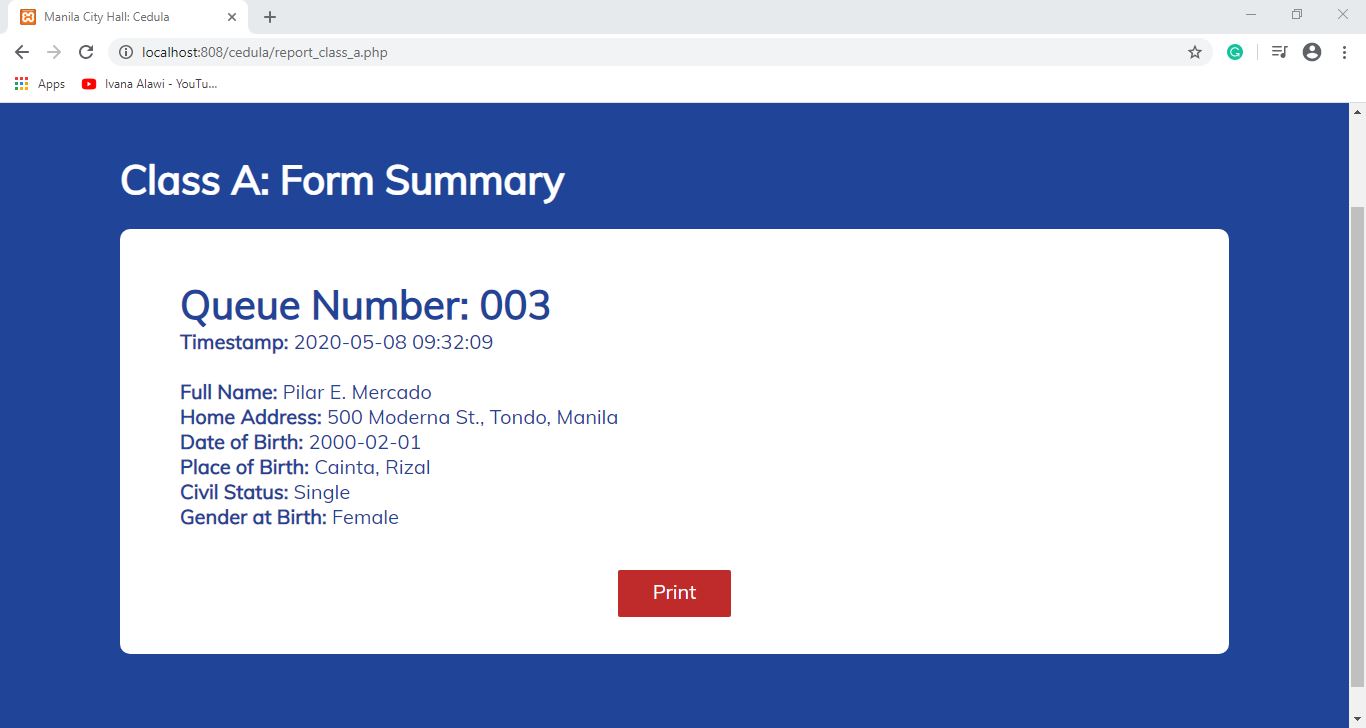 Manila City Hall: Cedula
localhost:808/cedula/report_class_a.php
Apps Ivana Alawi - YouTu...
Class A: Form Summary
Queue Number: 003
Timestamp: 2020-05-08 09:32:09
Full Name: Pilar E. Mercado
Home Address: 500 Moderna St., Tondo, Manila
Date of Birth: 2000-02-01
Place of Birth: Cainta, Rizal
Civil Status: Single
Gender at Birth: Female
Print